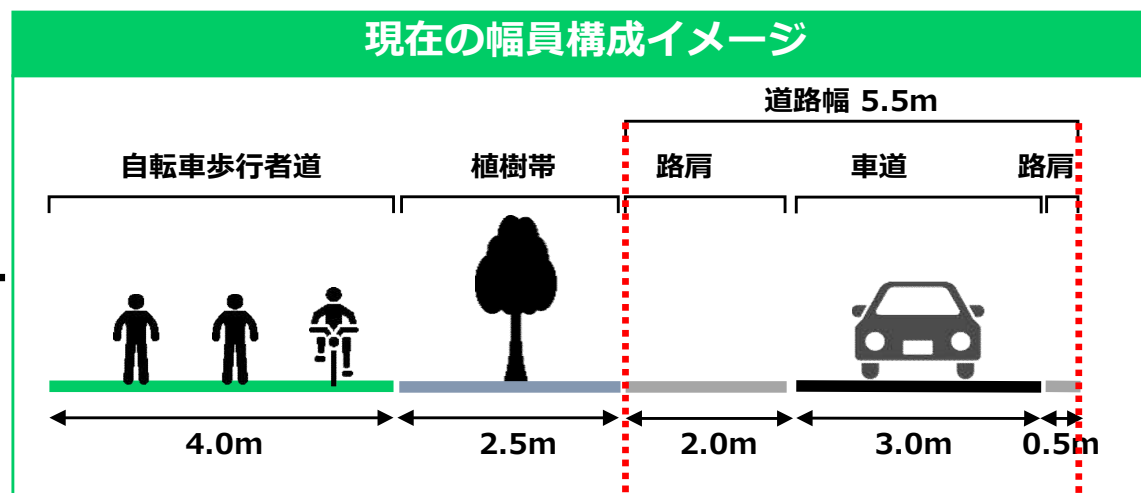 現在の幅員構成イメージ
道路幅 5.5m
自転車歩行者道 植樹帯 路肩 車道 路肩
4.0m 2.5m 2.0m 3.0m 0.5m